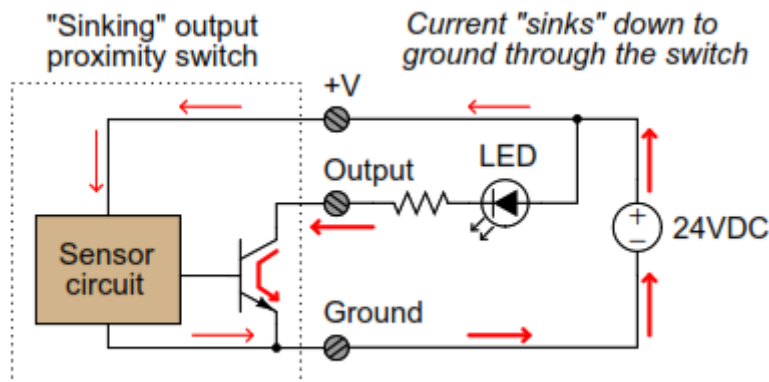 "Sinking" output
proximity switch
Current "sinks" down to
ground through the switch
+V
Output
LED
Sensor
circuit
+
−
24VDC
Ground